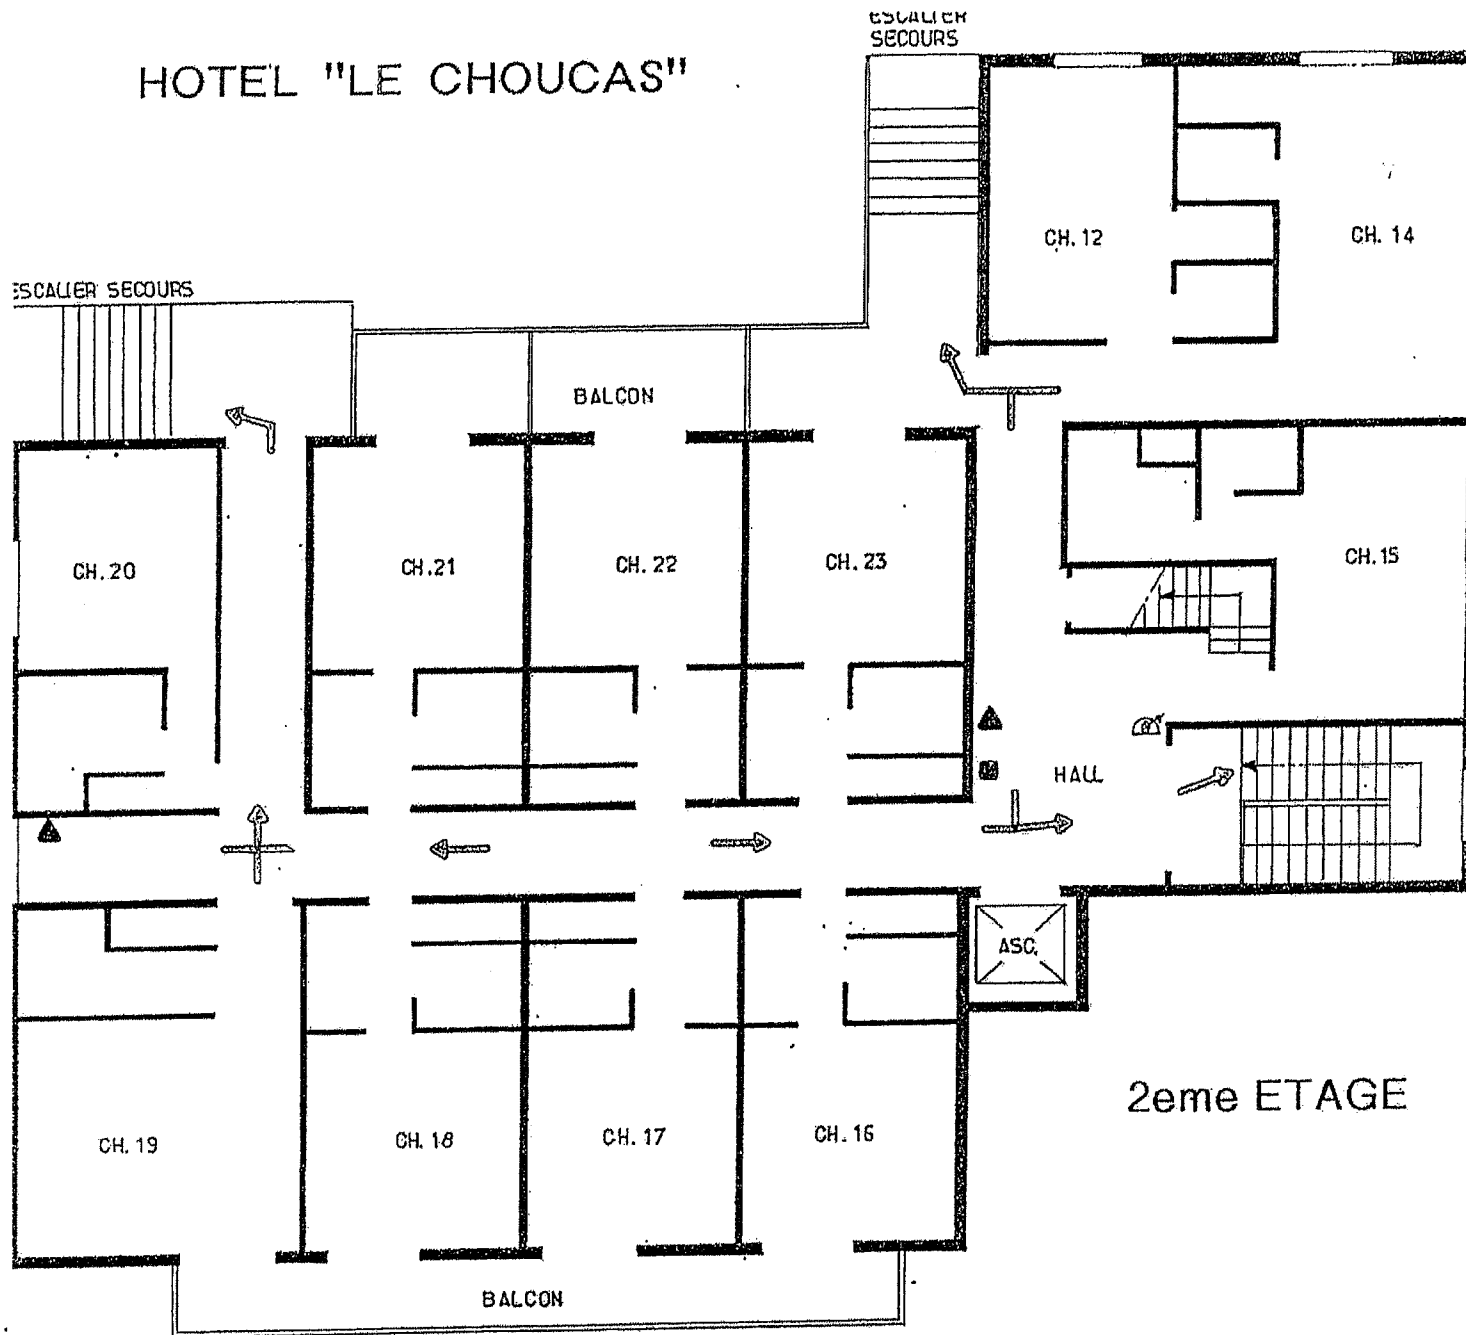 ESCALIER
SECOURS
HOTEL "LE CHOUCAS"
CH. 12
CH. 14
ESCALIER SECOURS
BALCON
CH. 20
CH. 21
CH. 22
CH. 23
CH. 15
HALL
ASC.
CH. 19
CH. 18
CH. 17
CH. 16
2eme ETAGE
BALCON